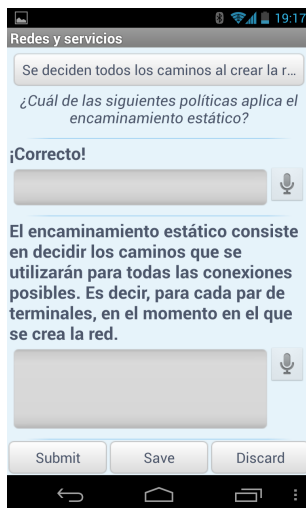 19:17
Redes y servicios
Se deciden todos los caminos al crear la r...
¿Cuál de las siguientes políticas aplica el
encaminamiento estático?
¡Correcto!
El encaminamiento estático consiste
en decidir los caminos que se
utilizarán para todas las conexiones
posibles. Es decir, para cada par de
terminales, en el momento en el que
se crea la red.
Submit Save Discard